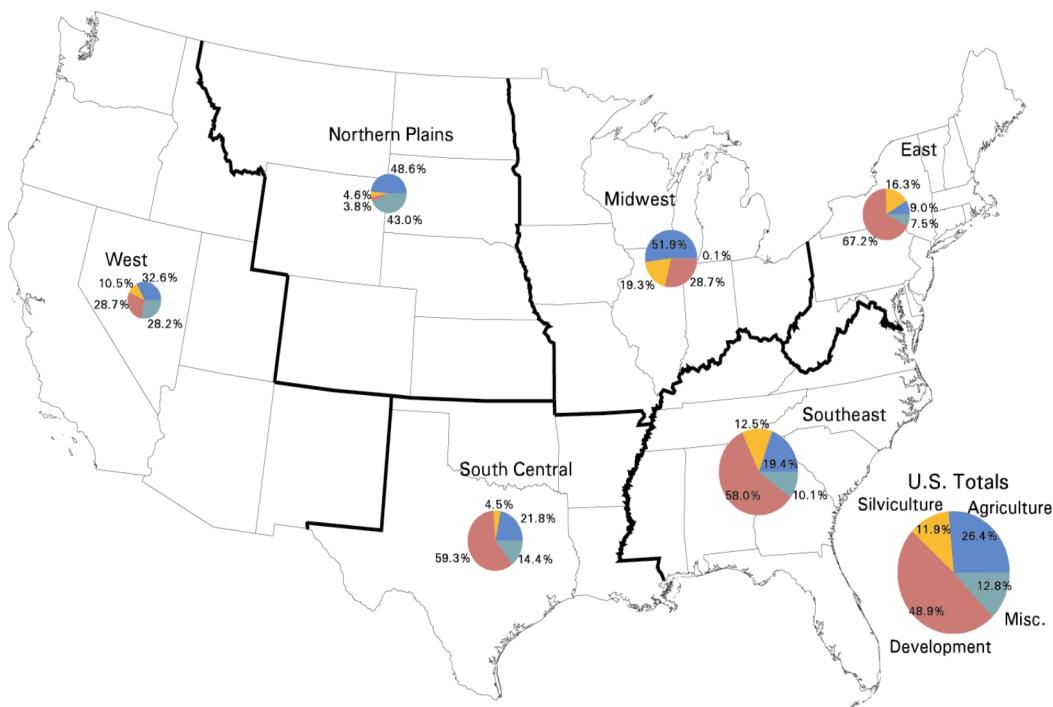 Northern Plains
48.6%
4.6%
3.8%
43.0%
West
10.5%
32.6%
28.7%
28.2%
Midwest
51.9%
0.1%
19.3%
28.7%
East
16.3%
9.0%
7.5%
67.2%
South Central
4.5%
21.8%
59.3%
14.4%
Southeast
12.5%
19.4%
58.0%
10.1%
U.S. Totals
Silviculture
Agriculture
11.9%
26.4%
12.8%
48.9%
Misc.
Development